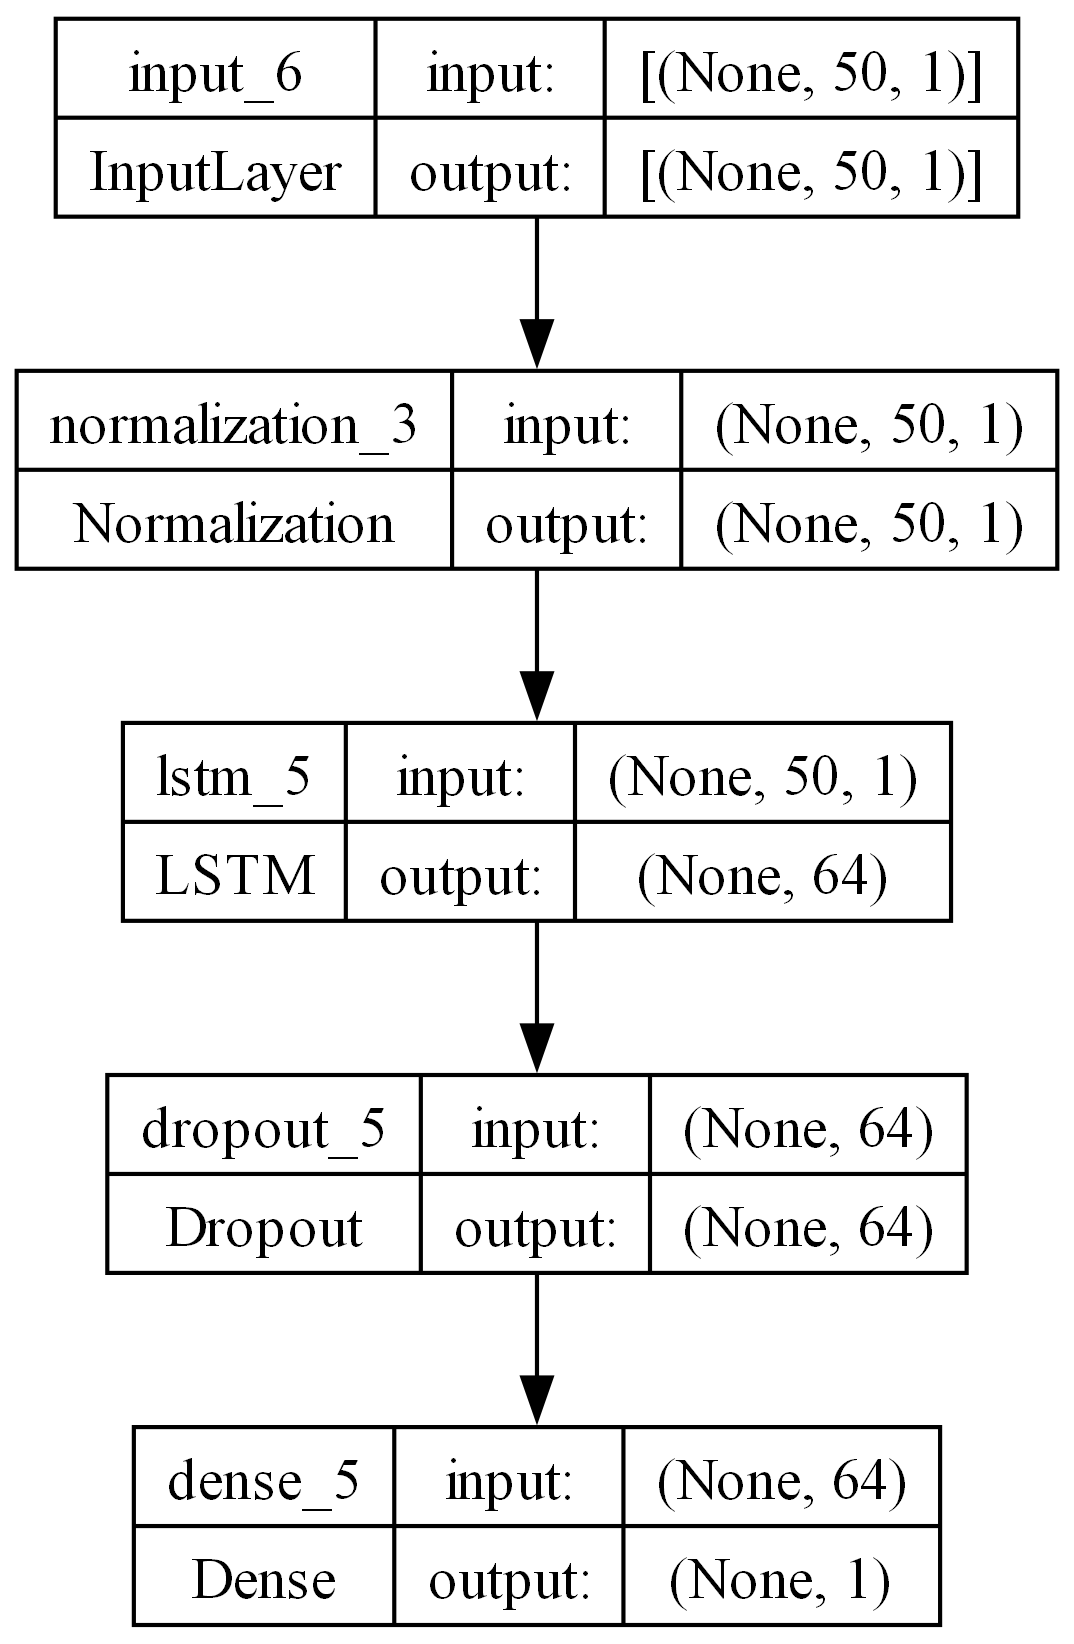 input_6 input: [(None, 50, 1)]
InputLayer output: [(None, 50, 1)]
normalization_3 input: (None, 50, 1)
Normalization output: (None, 50, 1)
lstm_5 input: (None, 50, 1)
LSTM output: (None, 64)
dropout_5 input: (None, 64)
Dropout output: (None, 64)
dense_5 input: (None, 64)
Dense output: (None, 1)